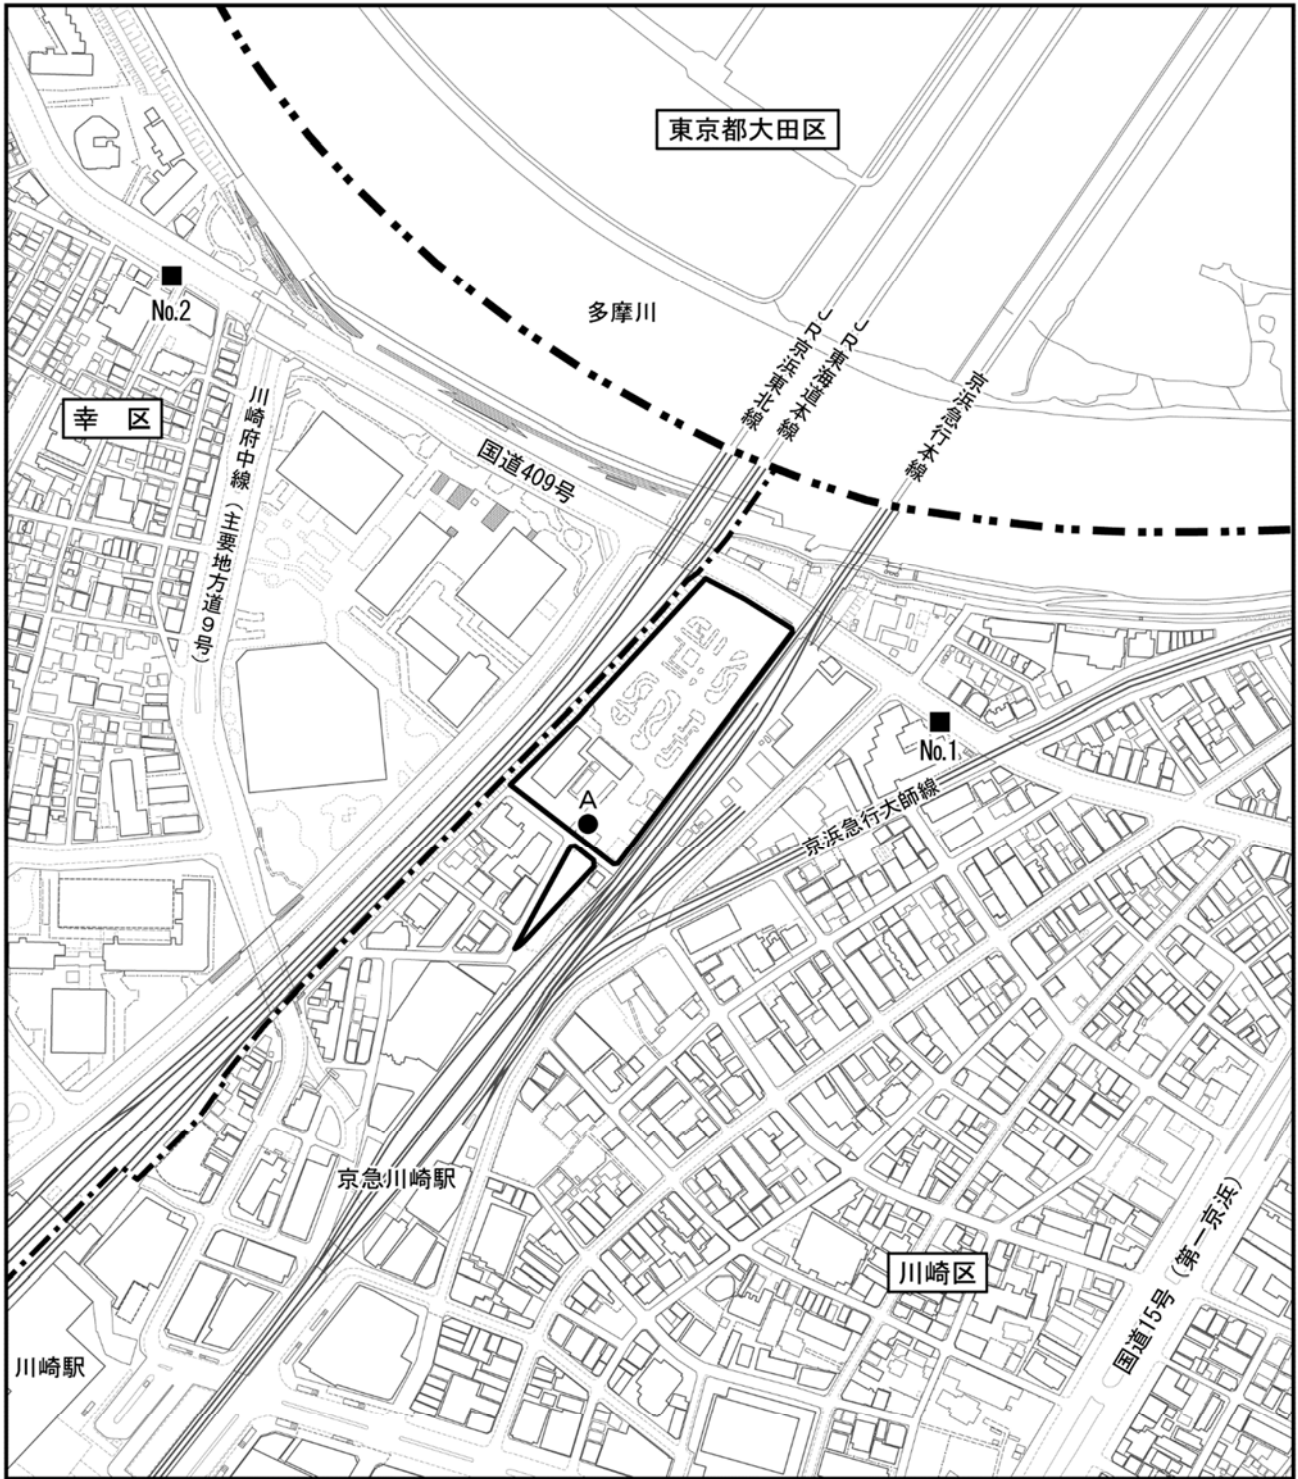 東京都大田区
No.2
多摩川
JR京浜東北線
JR東海道本線
京浜急行本線
幸 区
川崎府中線（主要地方道9号）
国道409号
No.1
A
京浜急行大師線
京急川崎駅
川崎区
国道15号（第一京浜）
川崎駅